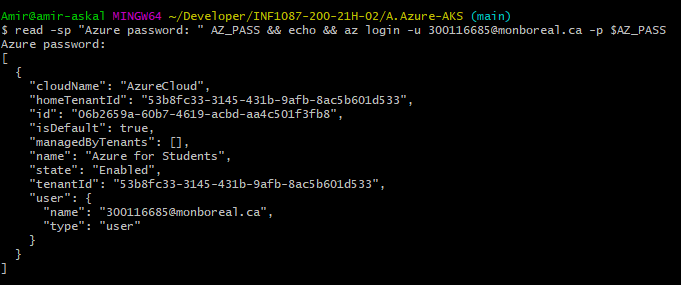 Amir@amir-askal MINGW64 ~/Developer/INF1087-200-21H-02/A.Azure-AKS (main)
$ read -sp "Azure password: " AZ_PASS && echo && az login -u 300116685@monboreal.ca -p $AZ_PASS
Azure password:
[
  {
    "cloudName": "AzureCloud",
    "homeTenantId": "53b8fc33-3145-431b-9afb-8ac5b601d533",
    "id": "06b2659a-60b7-4619-acbd-aa4c501f3fb8",
    "isDefault": true,
    "managedByTenants": [],
    "name": "Azure for Students",
    "state": "Enabled",
    "tenantId": "53b8fc33-3145-431b-9afb-8ac5b601d533",
    "user": {
      "name": "300116685@monboreal.ca",
      "type": "user"
    }
  }
]